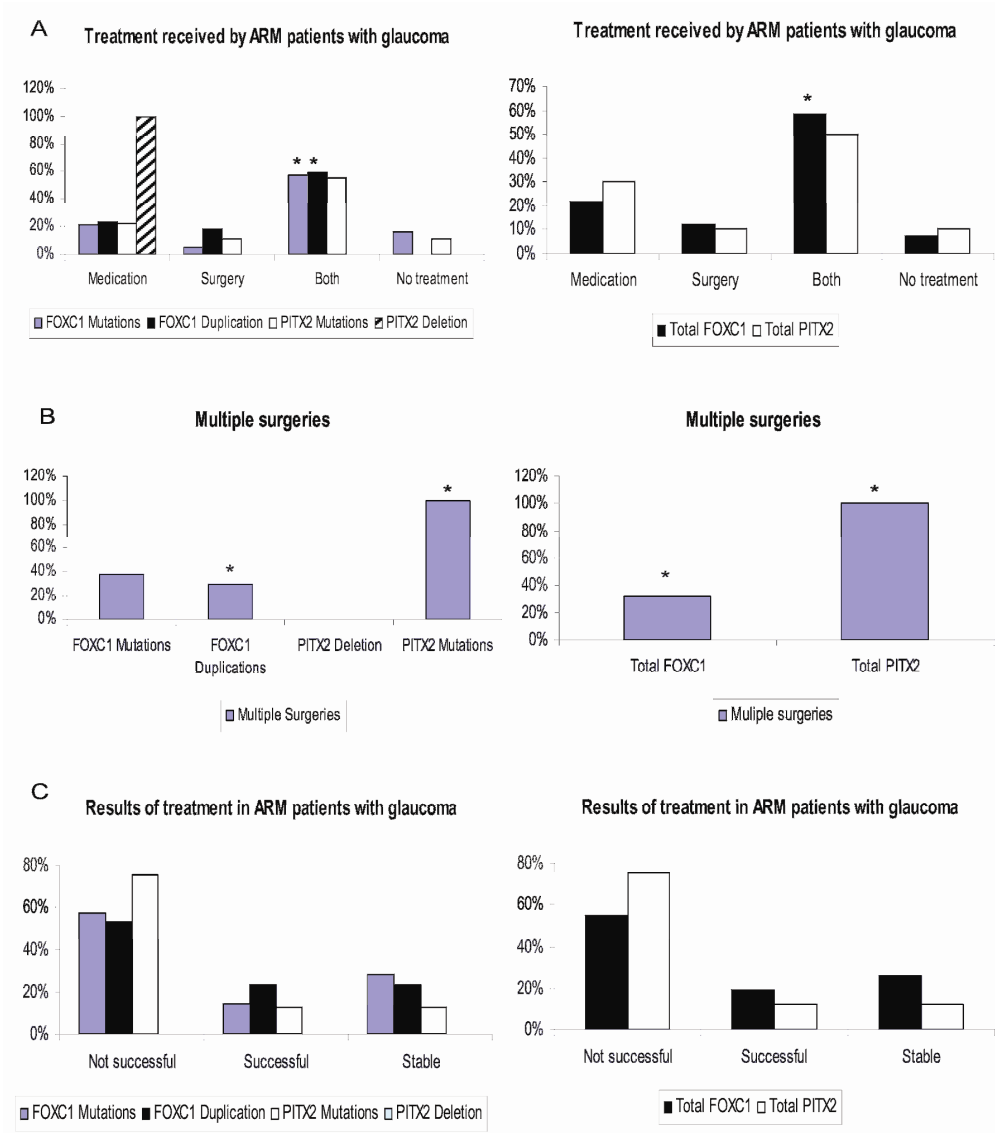 A
Treatment received by ARM patients with glaucoma
120%
100%
80%
60%
40%
20%
0%
* *
Medication Surgery Both No treatment
FOXC1 Mutations FOXC1 Duplication PITX2 Mutations PITX2 Deletion
Treatment received by ARM patients with glaucoma
70%
60%
50%
40%
30%
20%
10%
0%
*
Medication Surgery Both No treatment
Total FOXC1 Total PITX2
B
Multiple surgeries
120%
100%
80%
60%
40%
20%
0%
*
*
FOXC1 Mutations FOXC1 PITX2 Deletion PITX2 Mutations
Duplications
Multiple Surgeries
Multiple surgeries
120%
100%
80%
60%
40%
20%
0%
*
*
Total FOXC1 Total PITX2
Muliple surgeries
C
Results of treatment in ARM patients with glaucoma
80%
60%
40%
20%
0%
Not successful Successful Stable
FOXC1 Mutations FOXC1 Duplication PITX2 Mutations PITX2 Deletion
Results of treatment in ARM patients with glaucoma
80%
60%
40%
20%
0%
Not successful Successful Stable
Total FOXC1 Total PITX2